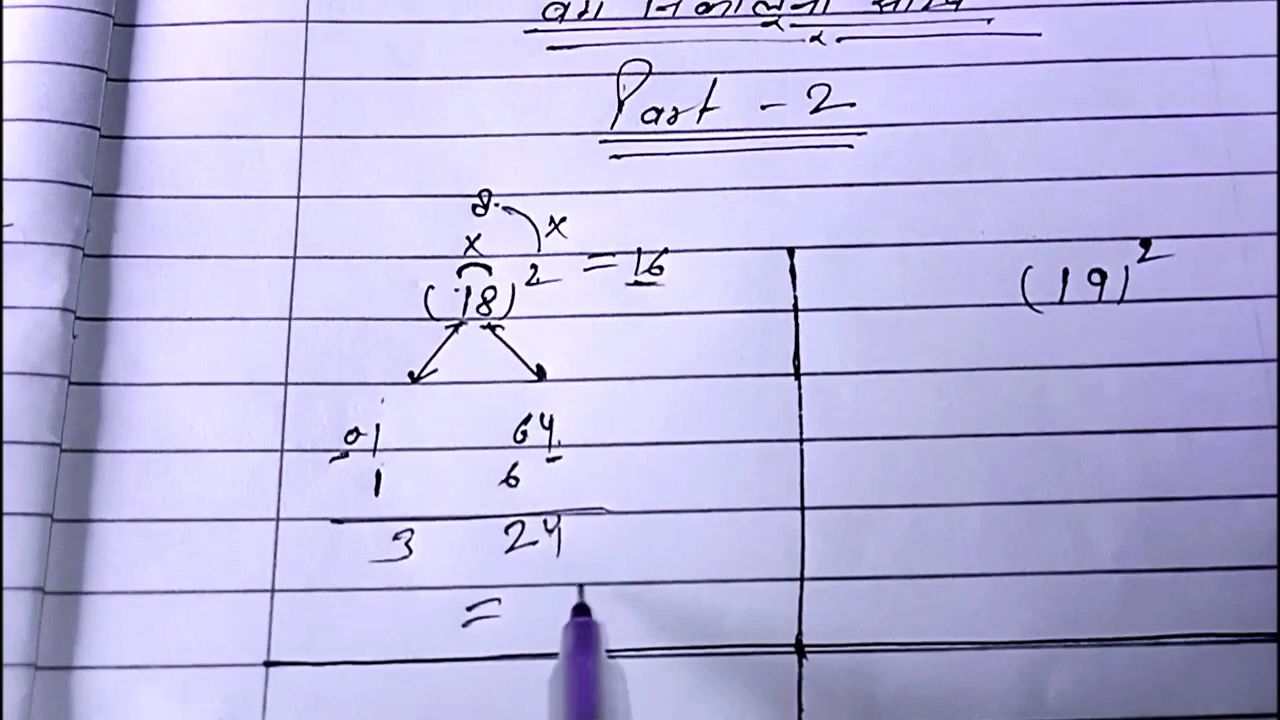 Part - 2
8 x
x
(18)² = 16
(19)²
01 64
1 6
3 24
=